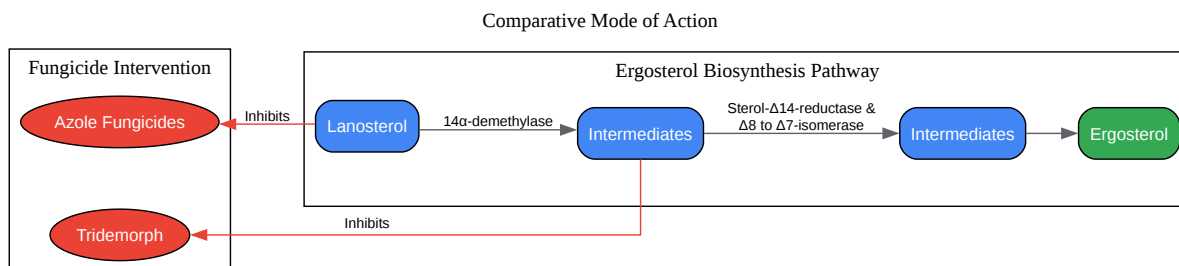 Comparative Mode of Action
Fungicide Intervention
Ergosterol Biosynthesis Pathway
Azole Fungicides
Inhibits
Lanosterol
14α-demethylase
Intermediates
Sterol-Δ14-reductase &
Δ8 to Δ7-isomerase
Intermediates
Ergosterol
Tridemorph
Inhibits